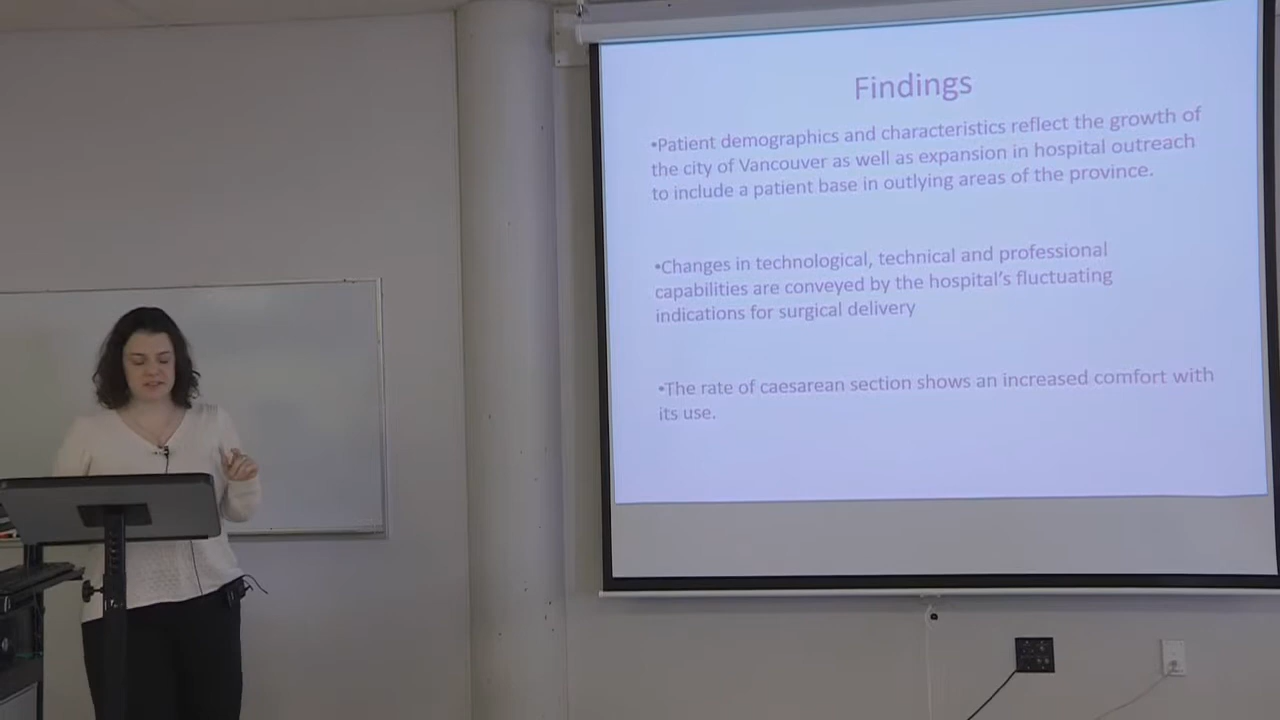 Findings
•Patient demographics and characteristics reflect the growth of
the city of Vancouver as well as expansion in hospital outreach
to include a patient base in outlying areas of the province.
•Changes in technological, technical and professional
capabilities are conveyed by the hospital's fluctuating
indications for surgical delivery
•The rate of caesarean section shows an increased comfort with
its use.